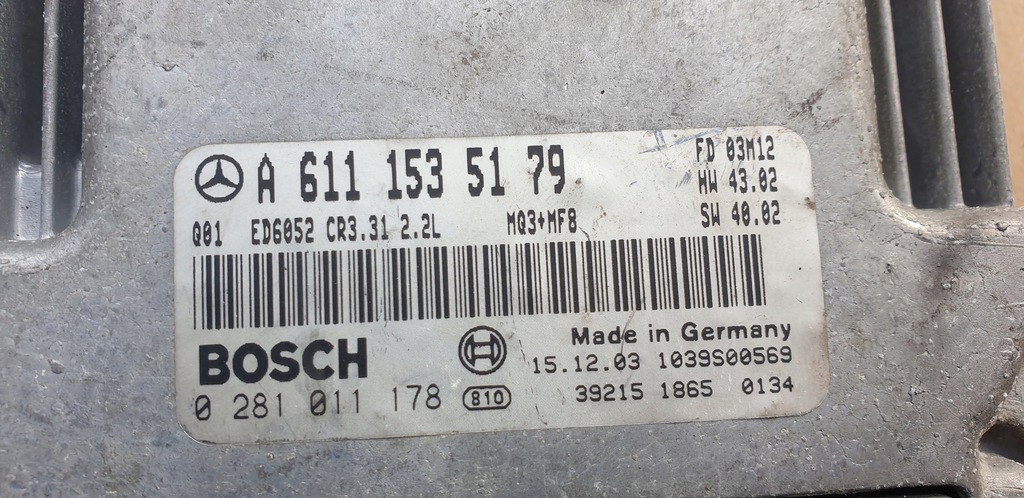 A 611 153 51 79
FD 03M12
HW 43.02
Q01 ED6052 CR3.31 2.2L MQ3+MF8 SW 40.02
BOSCH
Made in Germany
15.12.03 1039S00569
0 281 011 178 810 39215 1865 0134